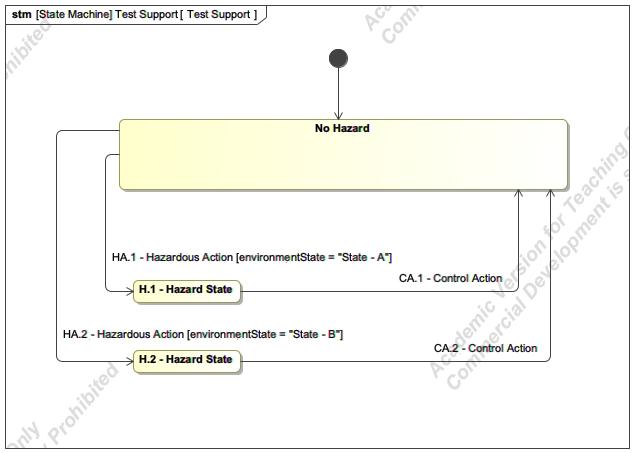 stm [State Machine] Test Support [ Test Support ]
No Hazard
HA.1 - Hazardous Action [environmentState = "State - A"]
CA.1 - Control Action
H.1 - Hazard State
HA.2 - Hazardous Action [environmentState = "State - B"]
CA.2 - Control Action
H.2 - Hazard State
Academic Version for Teaching
Commercial Development is
Prohibited